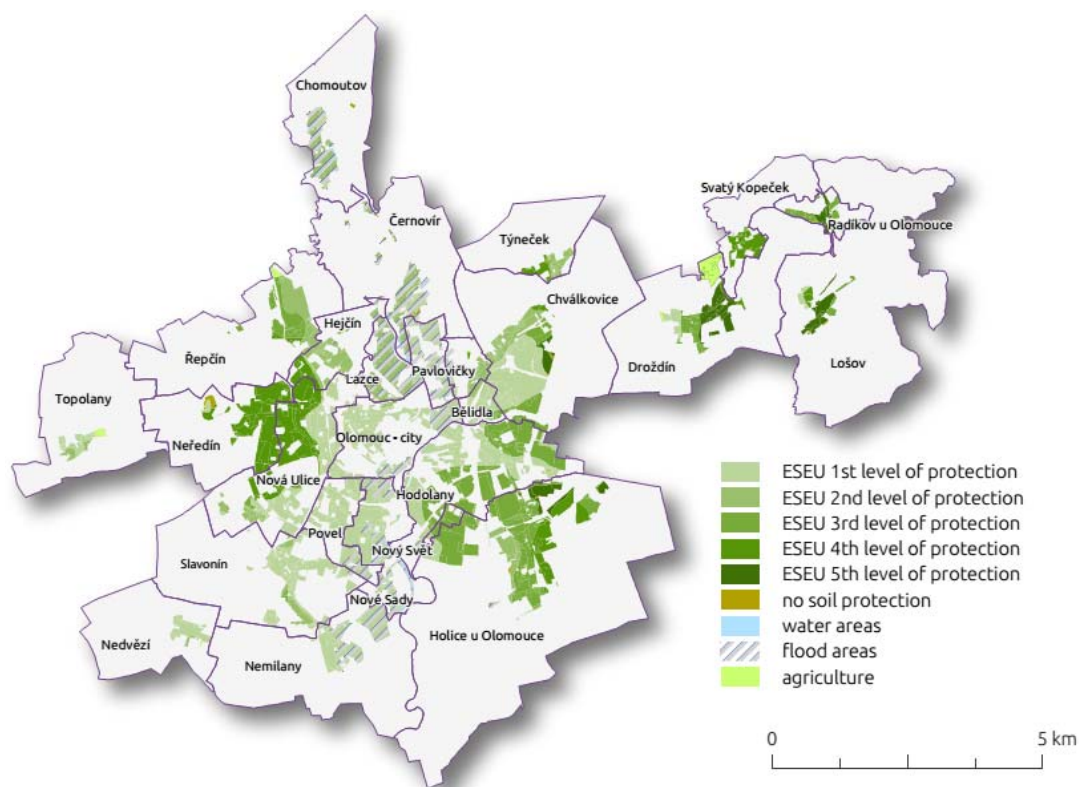 Chomoutov
Svatý Kopeček
Černovír
Radíkov u Olomouce
Týneček
Chválkovice
Hejčín
Řepčín
Droždín
Lošov
Lazce
Pavlovičky
Topolany
Bělidla
Neředín
Olomouc - city
Nová Ulice
Hodolany
Povel
Nový Svět
Slavonín
Nové Sady
Holice u Olomouce
Nedvězí
Nemilany
ESEU 1st level of protection
ESEU 2nd level of protection
ESEU 3rd level of protection
ESEU 4th level of protection
ESEU 5th level of protection
no soil protection
water areas
flood areas
agriculture
0 5 km